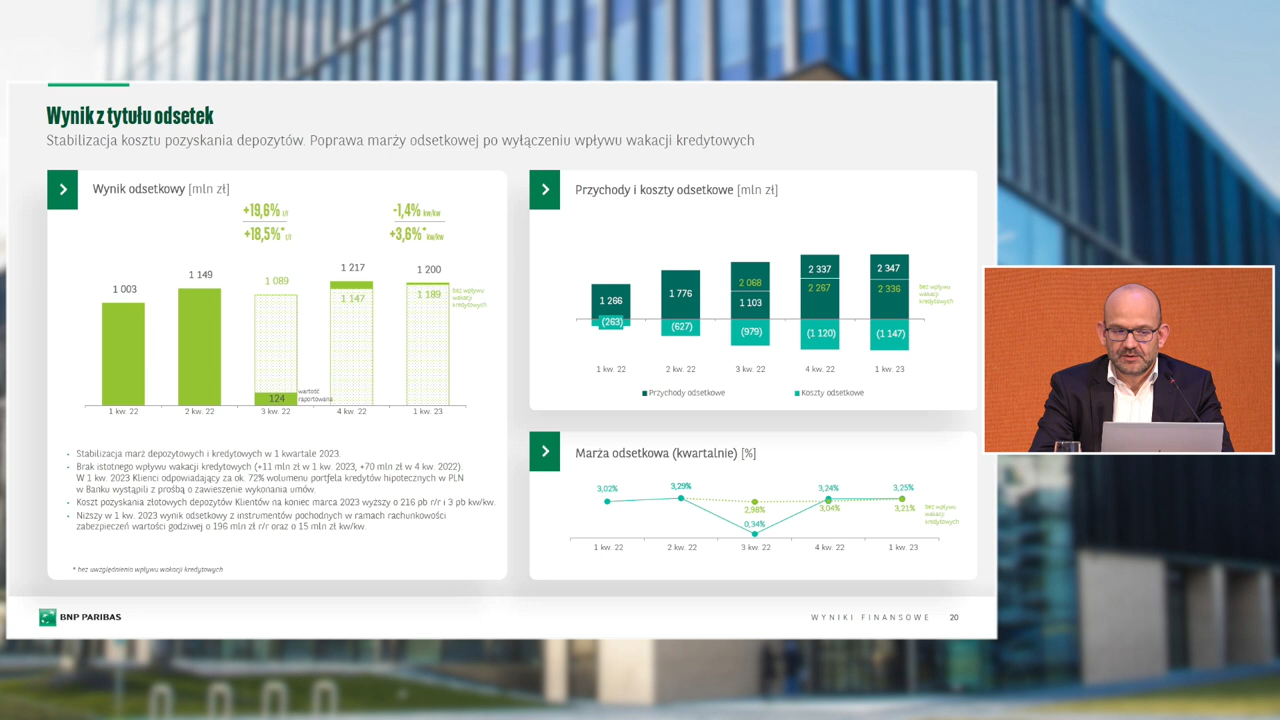 Wynik z tytułu odsetek
Stabilizacja kosztu pozyskania depozytów. Poprawa marży odsetkowej po wyłączeniu wpływu wakacji kredytowych
Wynik odsetkowy [mln zł]
+19,6% r/r
+18,5%* r/r
-1,4% kw/kw
+3,6%* kw/kw
1 003
1 149
1 089
1 217
1 200
1 147
1 189
bez wpływu
wakacji
kredytowych
124
wartość
raportowana
1 kw. 22
2 kw. 22
3 kw. 22
4 kw. 22
1 kw. 23
• Stabilizacja marż depozytowych i kredytowych w 1 kwartale 2023.
• Brak istotnego wpływu wakacji kredytowych (+11 mln zł w 1 kw. 2023, +70 mln zł w 4 kw. 2022).
W 1 kw. 2023 Klienci odpowiadający za ok. 72% wolumenu portfela kredytów hipotecznych w PLN
w Banku wystąpili z prośbą o zawieszenie wykonania umów.
• Koszt pozyskania złotowych depozytów Klientów na koniec marca 2023 wyższy o 216 pb r/r i 3 pb kw/kw.
• Niższy w 1 kw. 2023 wynik odsetkowy z instrumentów pochodnych w ramach rachunkowości
zabezpieczeń wartości godziwej o 196 mln zł r/r oraz o 15 mln zł kw/kw.
* bez uwzględnienia wpływu wakacji kredytowych
Przychody i koszty odsetkowe [mln zł]
1 266
1 776
2 068
1 103
2 337
2 267
2 347
2 336
bez wpływu
wakacji
kredytowych
(263)
(627)
(979)
(1 120)
(1 147)
1 kw. 22
2 kw. 22
3 kw. 22
4 kw. 22
1 kw. 23
Przychody odsetkowe
Koszty odsetkowe
Marża odsetkowa (kwartalnie) [%]
3,02%
3,29%
2,98%
0,34%
3,24%
3,04%
3,25%
3,21%
bez wpływu
wakacji
kredytowych
1 kw. 22
2 kw. 22
3 kw. 22
4 kw. 22
1 kw. 23
BNP PARIBAS
WYNIKI FINANSOWE 20